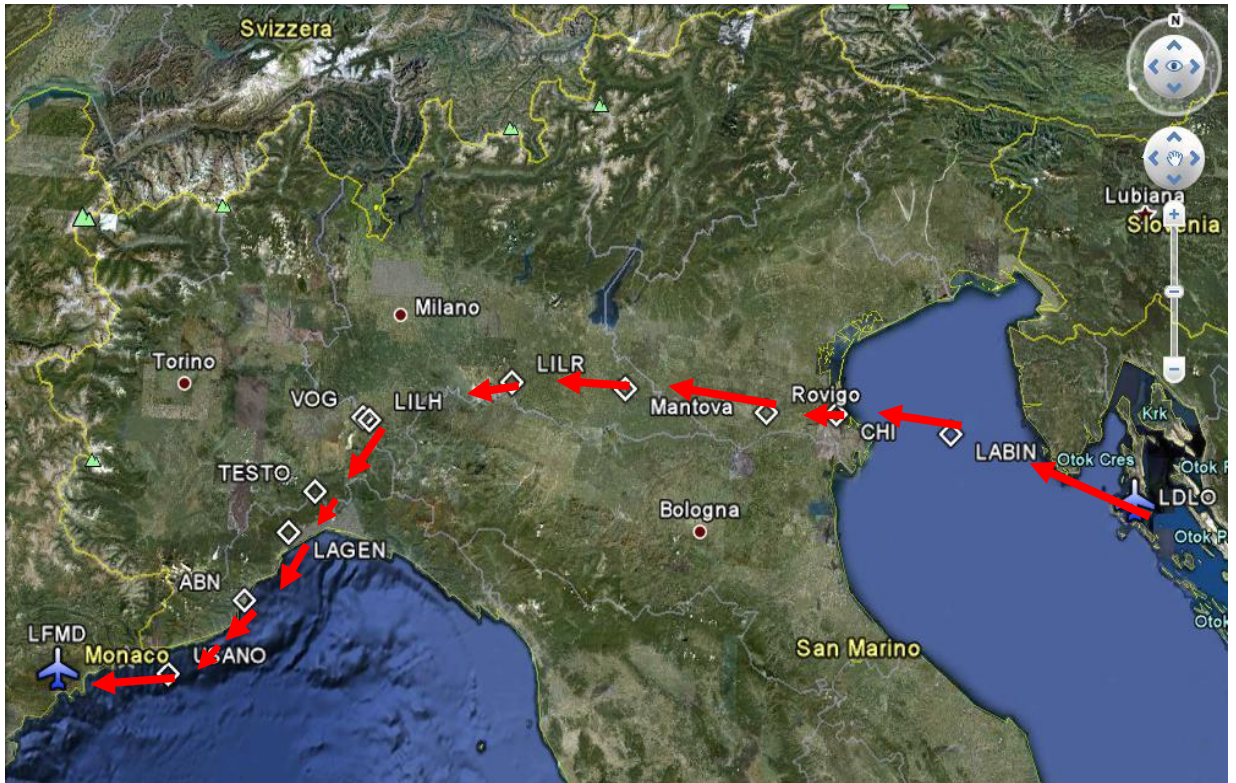 Svizzera
N
Lubiana
Slovenia
Milano
Torino
LILR
VOG
LILH
Mantova
Rovigo
CHI
Krk
LABIN
Otok Cres
TESTO
LDLO
Bologna
LAGEN
ABN
LFMD
Monaco
USANO
San Marino